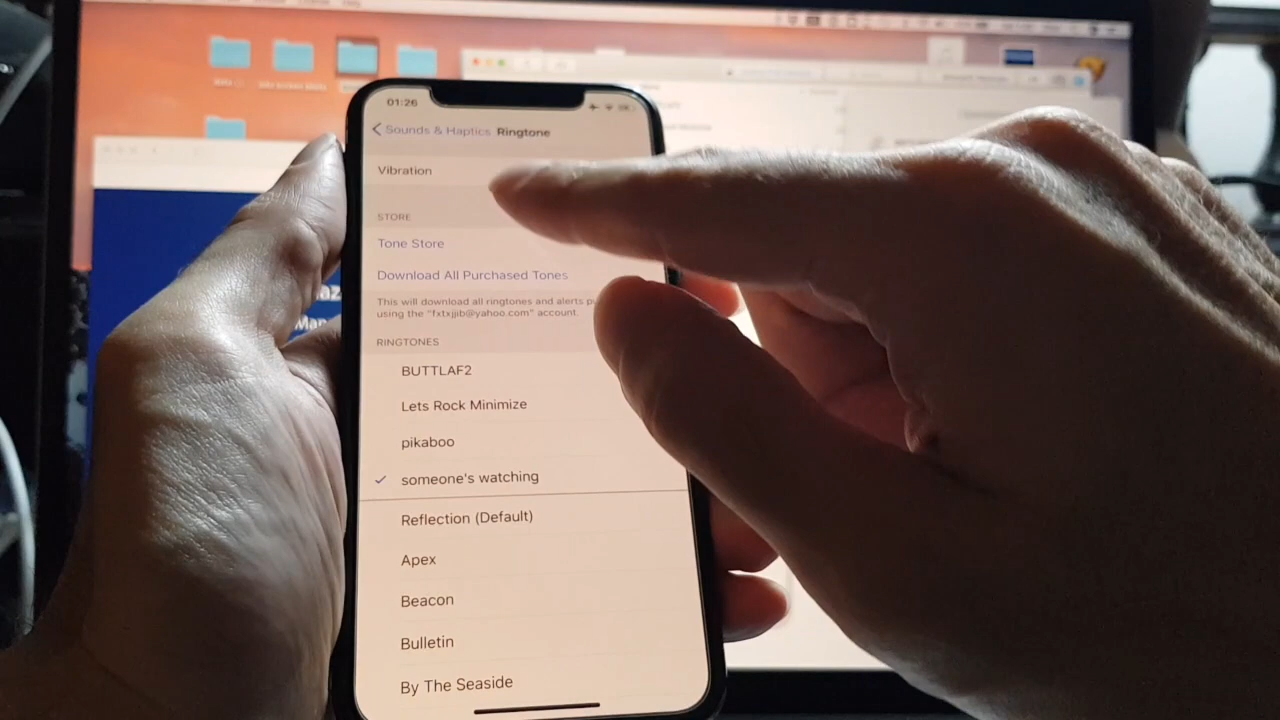 01:26
Sounds & Haptics Ringtone
Vibration
STORE
Tone Store
Download All Purchased Tones
This will download all ringtones and alerts
using the "fxtxjjib@yahoo.com" account.
RINGTONES
BUTTLAF2
Lets Rock Minimize
pikaboo
someone's watching
Reflection (Default)
Apex
Beacon
Bulletin
By The Seaside